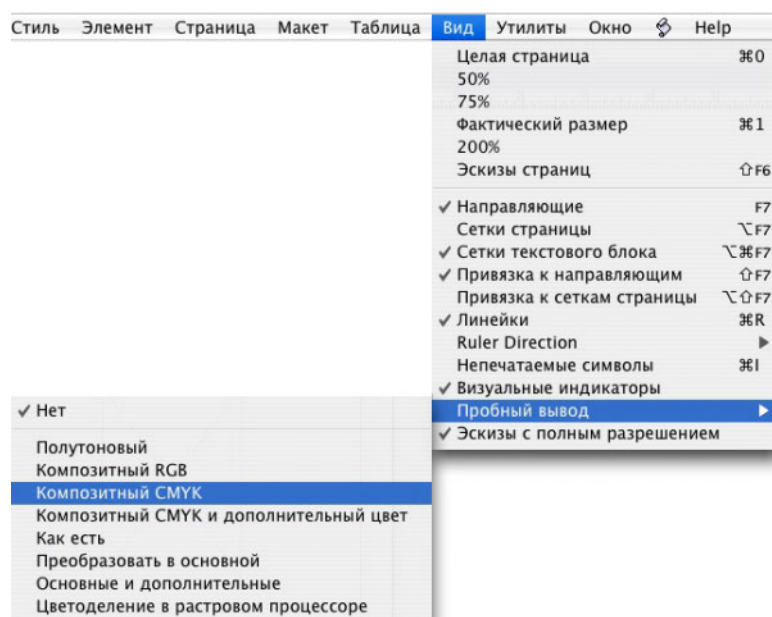 Стиль Элемент Страница Макет Таблица Вид Утилиты Окно Help
Целая страница ⌘0
50%
75%
Фактический размер ⌘1
200%
Эскизы страниц ⇧F6
✓ Направляющие F7
Сетки страницы ⌥F7
✓ Сетки текстового блока ⌥⌘F7
✓ Привязка к направляющим ⇧F7
Привязка к сеткам страницы ⌥⇧F7
✓ Линейки ⌘R
Ruler Direction ▶
Непечатаемые символы ⌘I
✓ Визуальные индикаторы
Пробный вывод ▶
✓ Эскизы с полным разрешением
✓ Нет
Полутоновый
Композитный RGB
Композитный CMYK
Композитный CMYK и дополнительный цвет
Как есть
Преобразовать в основной
Основные и дополнительные
Цветоделение в растровом процессоре